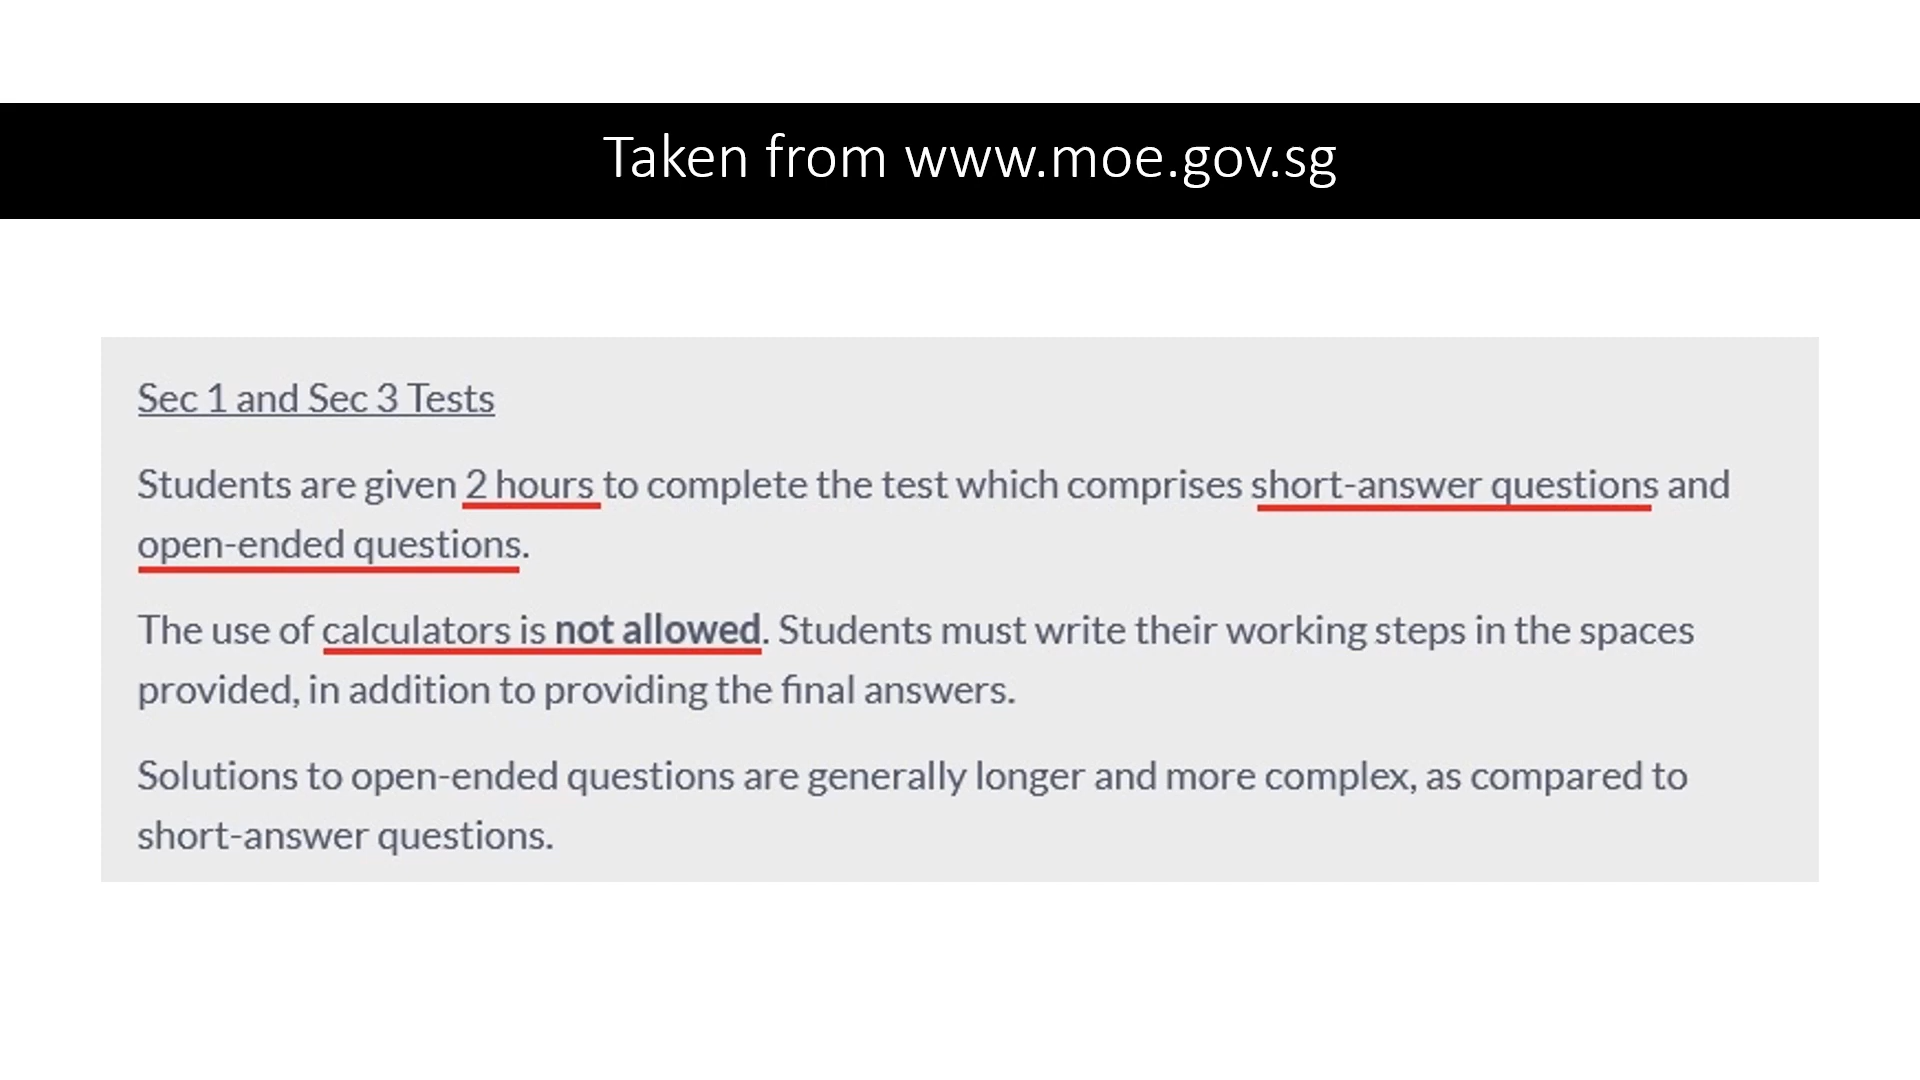 Taken from www.moe.gov.sg
Sec 1 and Sec 3 Tests
Students are given 2 hours to complete the test which comprises short-answer questions and
open-ended questions.
The use of calculators is not allowed. Students must write their working steps in the spaces
provided, in addition to providing the final answers.
Solutions to open-ended questions are generally longer and more complex, as compared to
short-answer questions.